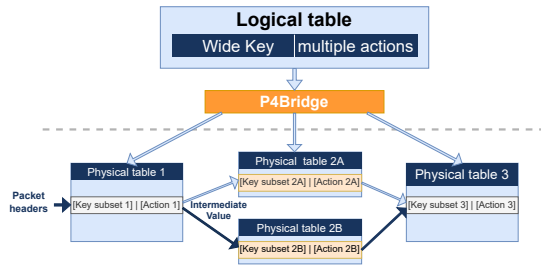 Logical table
Wide Key multiple actions
P4Bridge
Physical table 1
Physical table 2A
Physical table 3
[Key subset 2A] | [Action 2A]
Packet
headers
[Key subset 1] | [Action 1]
Intermediate
Value
[Key subset 3] | [Action 3]
Physical table 2B
[Key subset 2B] | [Action 2B]